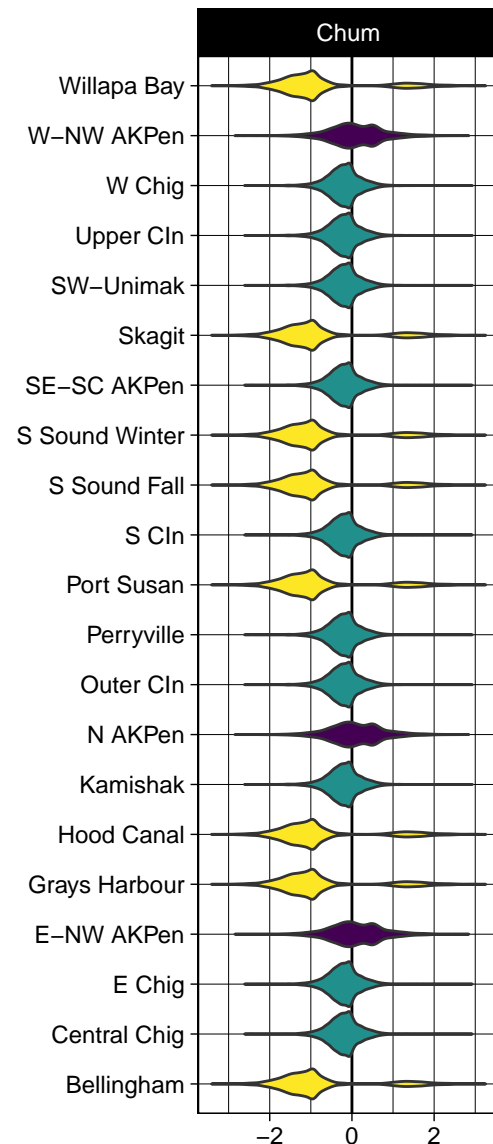 Chum
Willapa Bay
W−NW AKPen
W Chig
Upper CIn
SW−Unimak
Skagit
SE−SC AKPen
S Sound Winter
S Sound Fall
S CIn
Port Susan
Perryville
Outer CIn
N AKPen
Kamishak
Hood Canal
Grays Harbour
E−NW AKPen
E Chig
Central Chig
Bellingham
−2 0 2